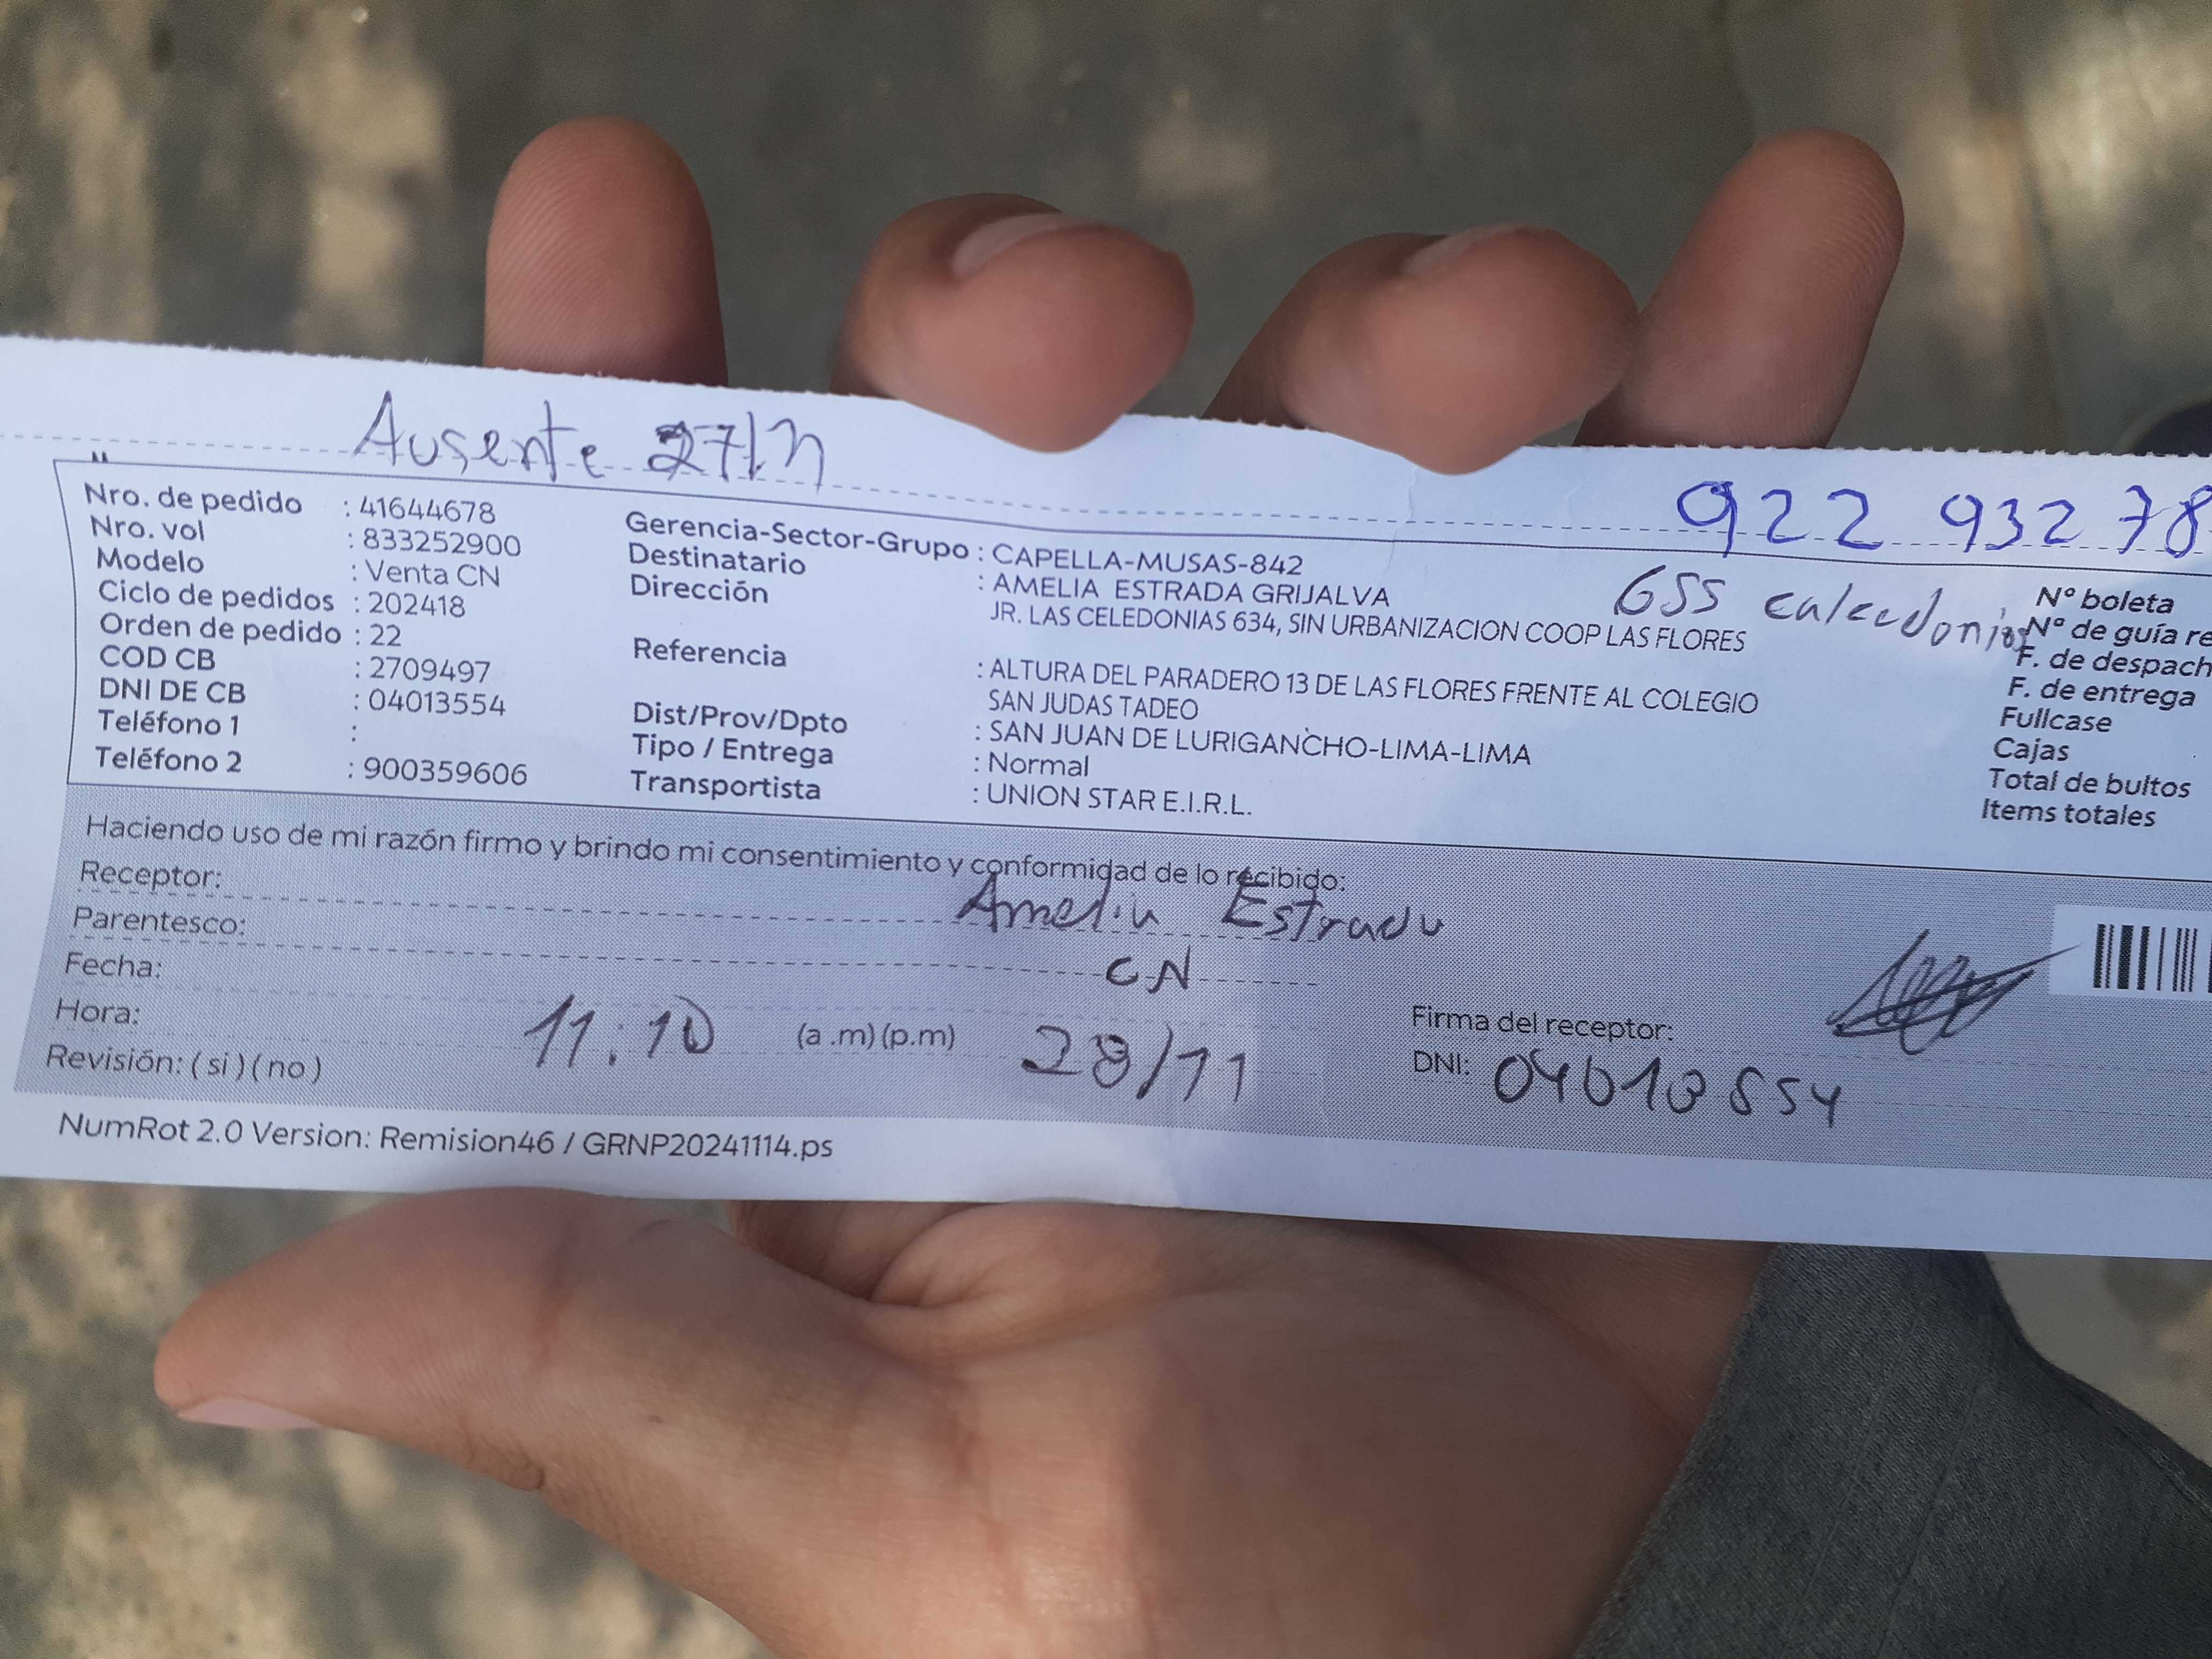 Ausente 27/11
922 93278
Nro. de pedido : 41644678
Nro. vol : 833252900
Modelo : Venta CN
Ciclo de pedidos : 202418
Orden de pedido : 22
COD CB : 2709497
DNI DE CB : 04013554
Teléfono 1 :
Teléfono 2 : 900359606
Gerencia-Sector-Grupo : CAPELLA-MUSAS-842
Destinatario : AMELIA ESTRADA GRIJALVA
Dirección JR. LAS CELEDONIAS 634, SIN URBANIZACION COOP LAS FLORES
655 calcedonias
Referencia : ALTURA DEL PARADERO 13 DE LAS FLORES FRENTE AL COLEGIO
SAN JUDAS TADEO
Dist/Prov/Dpto : SAN JUAN DE LURIGANCHO-LIMA-LIMA
Tipo / Entrega : Normal
Transportista : UNION STAR E.I.R.L.
Nº boleta
Nº de guía re
F. de despach
F. de entrega
Fullcase
Cajas
Total de bultos
Items totales
Haciendo uso de mi razón firmo y brindo mi consentimiento y conformidad de lo recibido:
Receptor: Amelia Estrada
Parentesco: CN
Fecha:
Hora: 11:10 (a .m) (p.m) 28/11
Revisión: ( si ) ( no )
Firma del receptor:
DNI: 04013554
NumRot 2.0 Version: Remision46 / GRNP20241114.ps